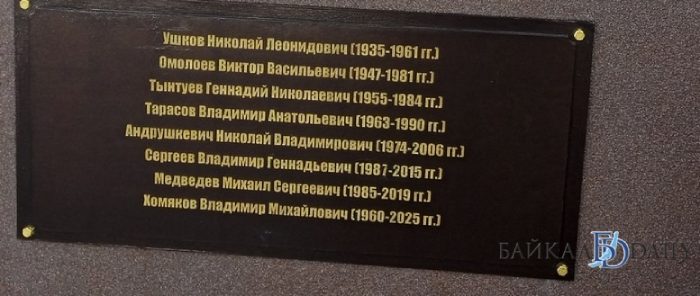 Ушков Николай Леонидович (1935-1961 гг.)
Омолоев Виктор Васильевич (1947-1981 гг.)
Тынтуев Геннадий Николаевич (1955-1984 гг.)
Тарасов Владимир Анатольевич (1963-1990 гг.)
Андрушкевич Николай Владимирович (1974-2006 гг.)
Сергеев Владимир Геннадьевич (1987-2015 гг.)
Медведев Михаил Сергеевич (1985-2019 гг.)
Хомяков Владимир Михайлович (1960-2025 гг.)